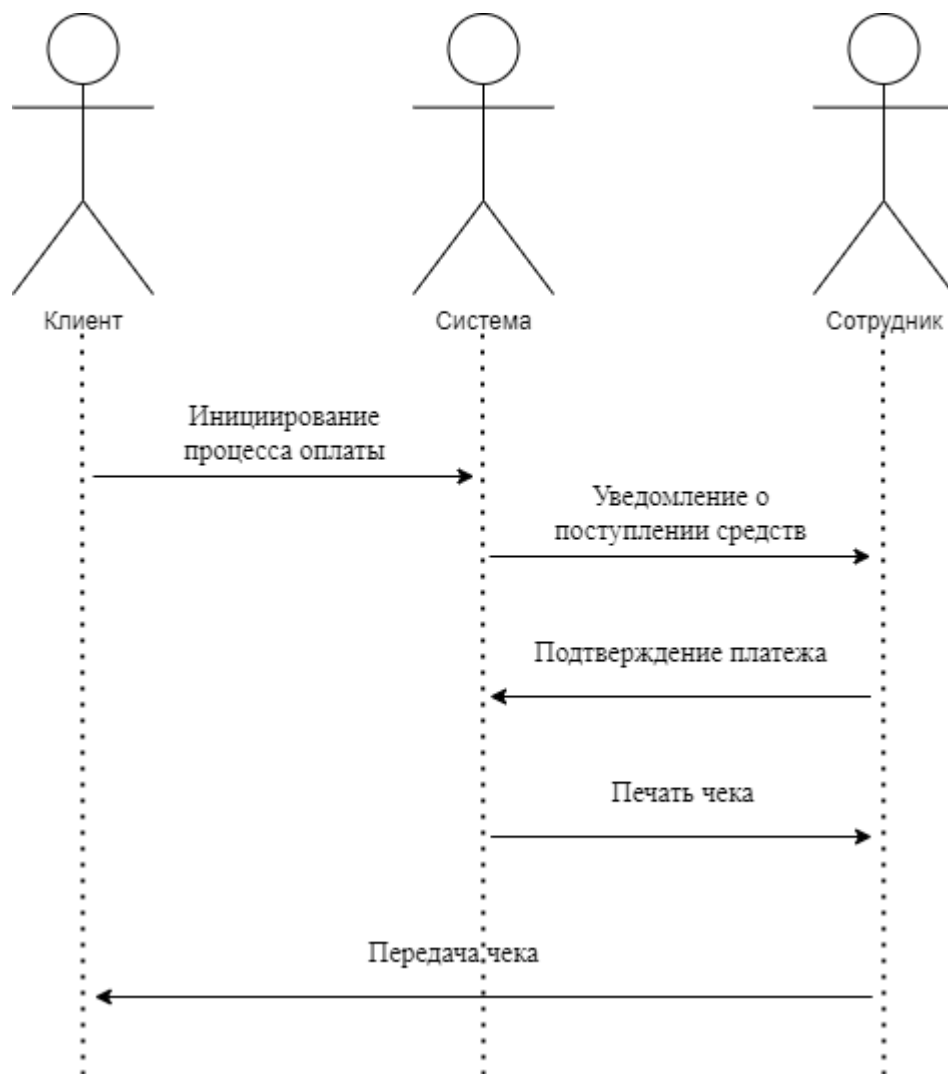 Клиент
Система
Сотрудник
Инициирование
процесса оплаты
Уведомление о
поступлении средств
Подтверждение платежа
Печать чека
Передача чека